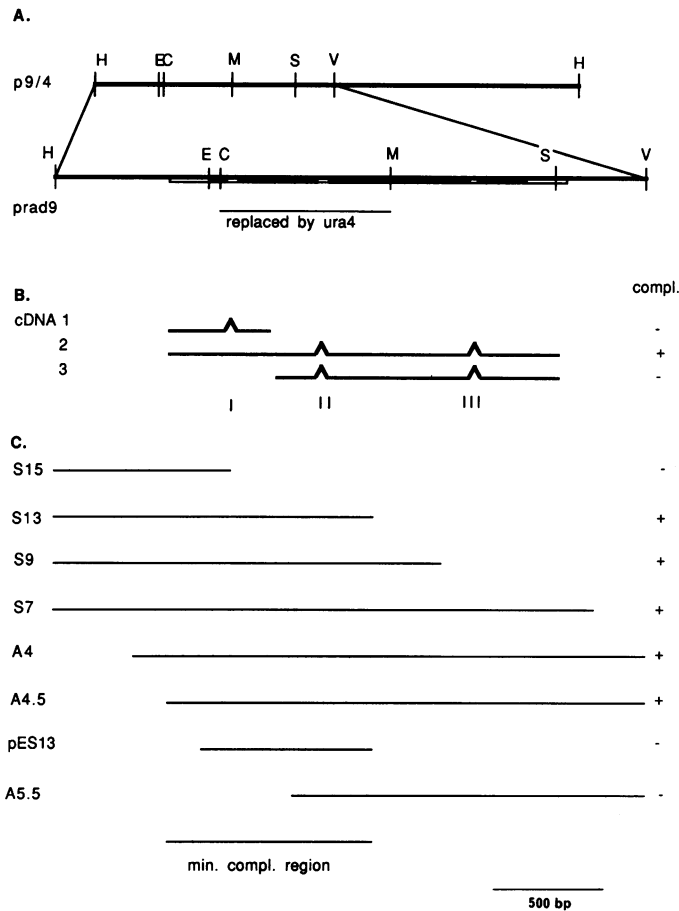 A.
H EC M S V H
p9/4
H E C M S V
prad9
replaced by ura4
B.
compl.
cDNA 1 -
2 +
3 -
I II III
C.
S15 -
S13 +
S9 +
S7 +
A4 +
A4.5 +
pES13 -
A5.5 -
min. compl. region
500 bp